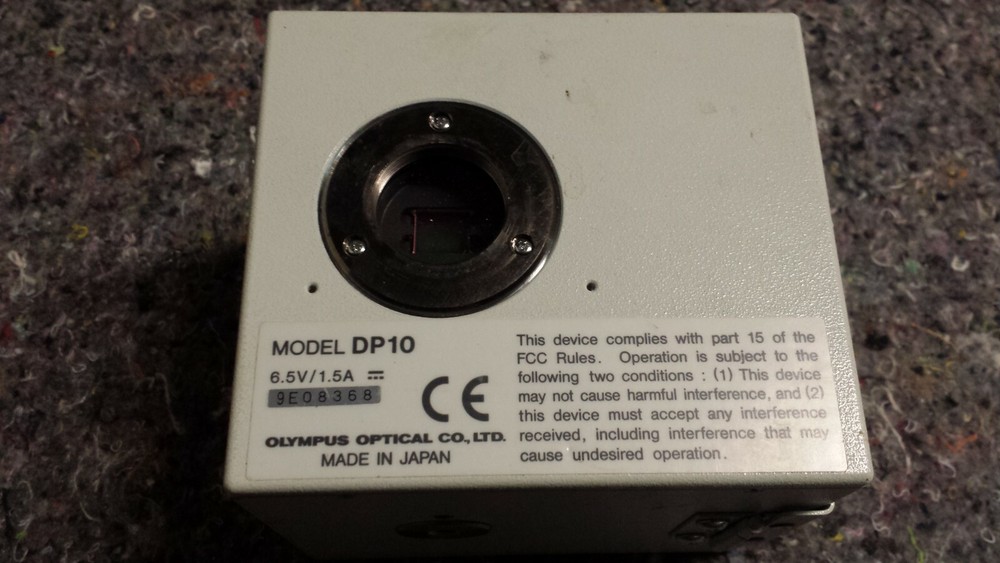 MODEL DP10
6.5V/1.5A
9E08368
CE
OLYMPUS OPTICAL CO., LTD.
MADE IN JAPAN
This device complies with part 15 of the
FCC Rules. Operation is subject to the
following two conditions : (1) This device
may not cause harmful interference, and (2)
this device must accept any interference
received, including interference that may
cause undesired operation.